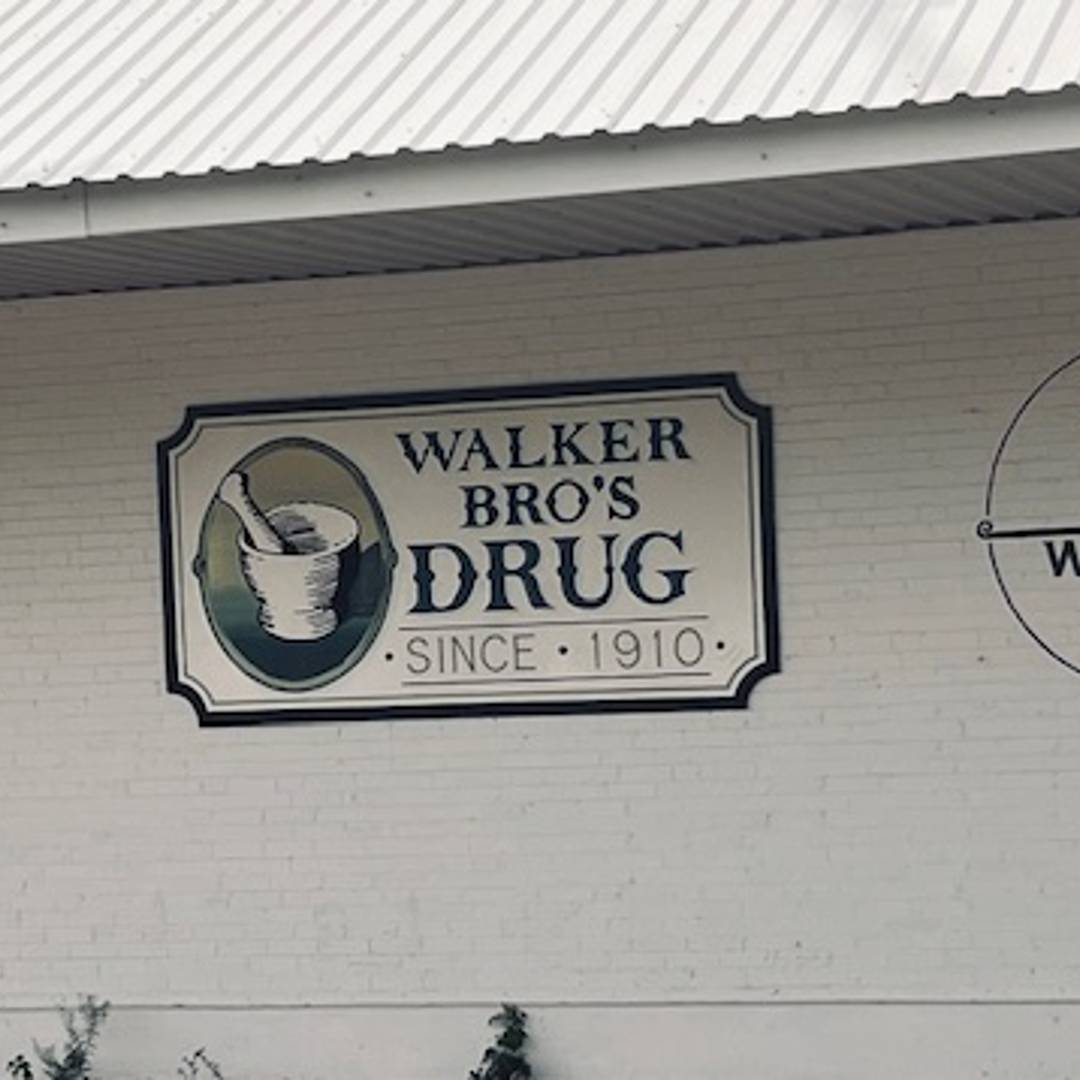 WALKER
BRO'S
DRUG
• SINCE • 1910 •
W